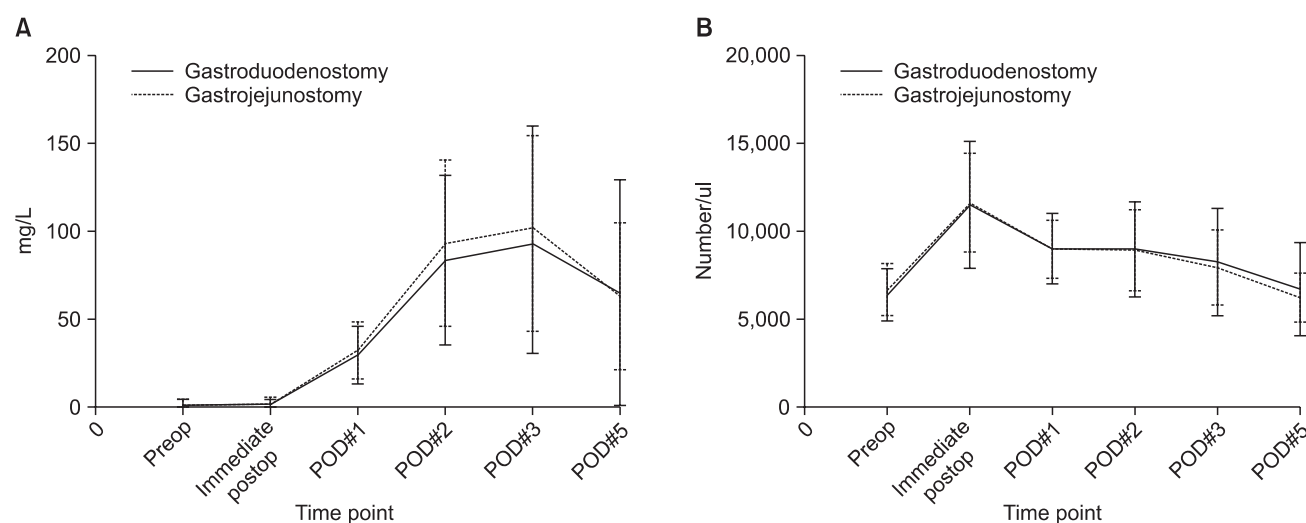 A
200
150
100
50
0
mg/L
Gastroduodenostomy
Gastrojejunostomy
0
Preop
Immediate
postop
POD#1
POD#2
POD#3
POD#5
Time point
B
20,000
15,000
10,000
5,000
0
Number/ul
Gastroduodenostomy
Gastrojejunostomy
0
Preop
Immediate
postop
POD#1
POD#2
POD#3
POD#5
Time point